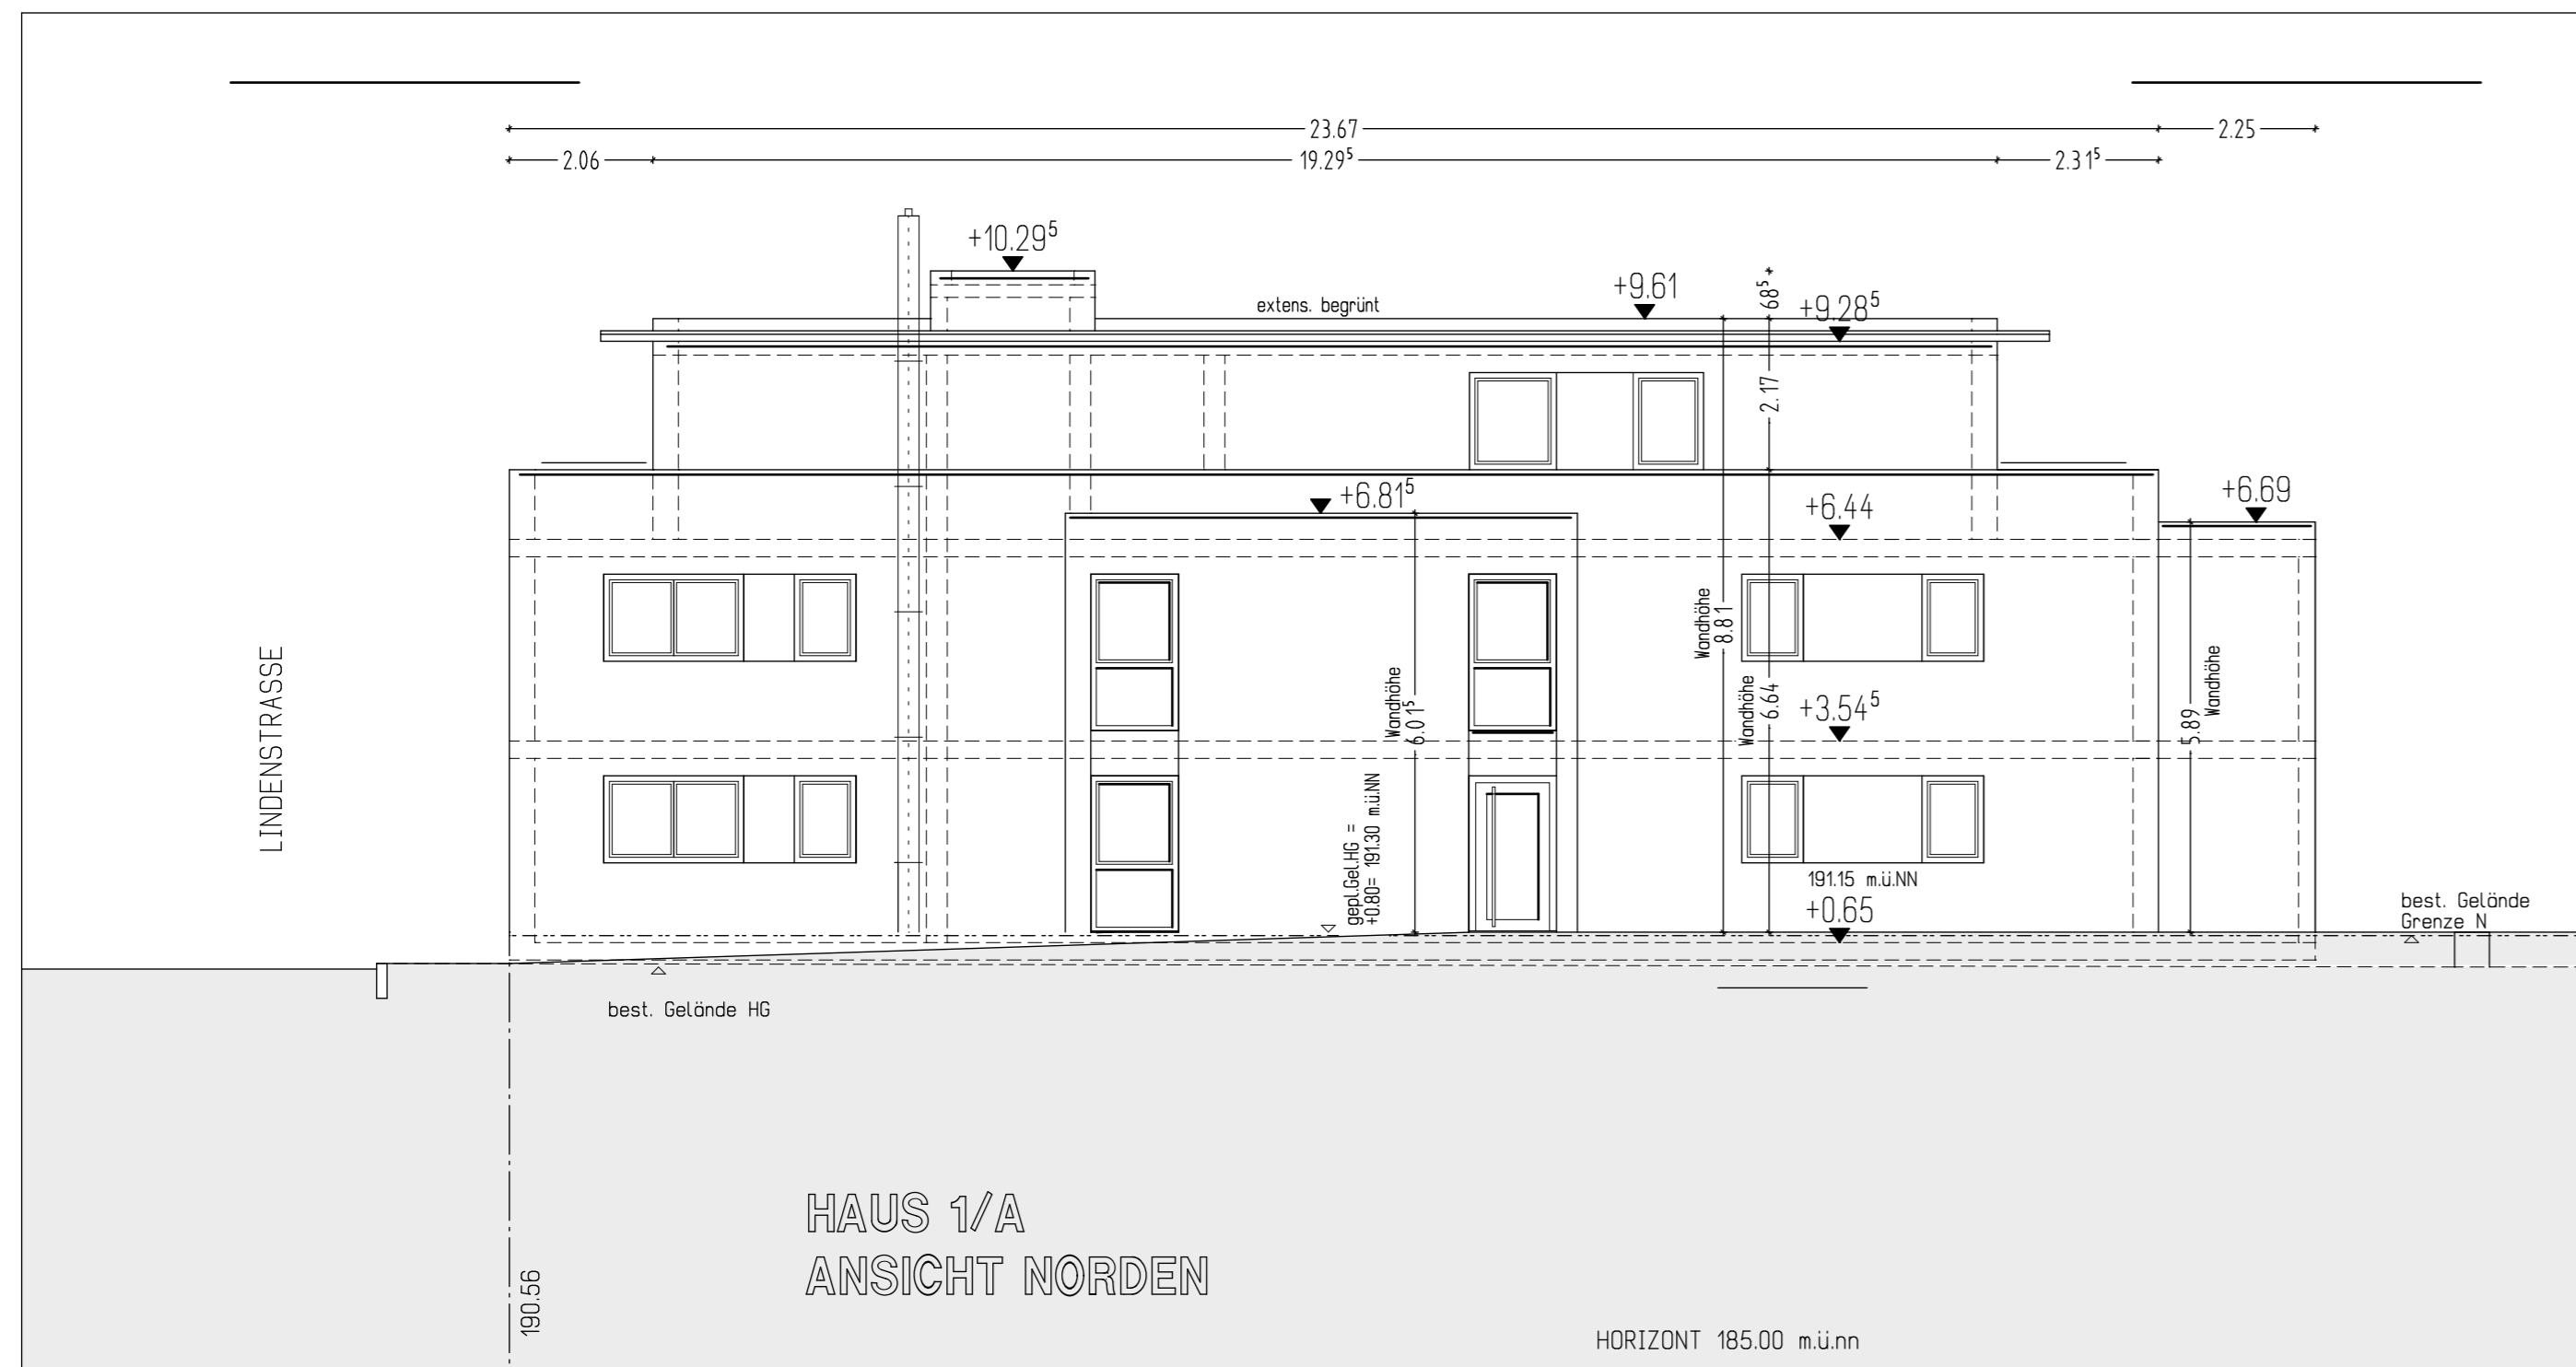 23.67
2.25
2.06
19.29⁵
2.31⁵
+10.29⁵
+9.61
68⁵
+9.28⁵
extens. begrünt
2.17
+6.81⁵
+6.44
+6.69
Wandhöhe
8.81
Wandhöhe
6.01⁵
Wandhöhe
6.64
+3.54⁵
5.89
Wandhöhe
LINDENSTRASSE
gepl.Gel.HG =
+0.80= 191.30 m.ü.NN
191.15 m.ü.NN
+0.65
best. Gelände
Grenze N
best. Gelände HG
HAUS 1/A
ANSICHT NORDEN
190.56
HORIZONT 185.00 m.ü.nn